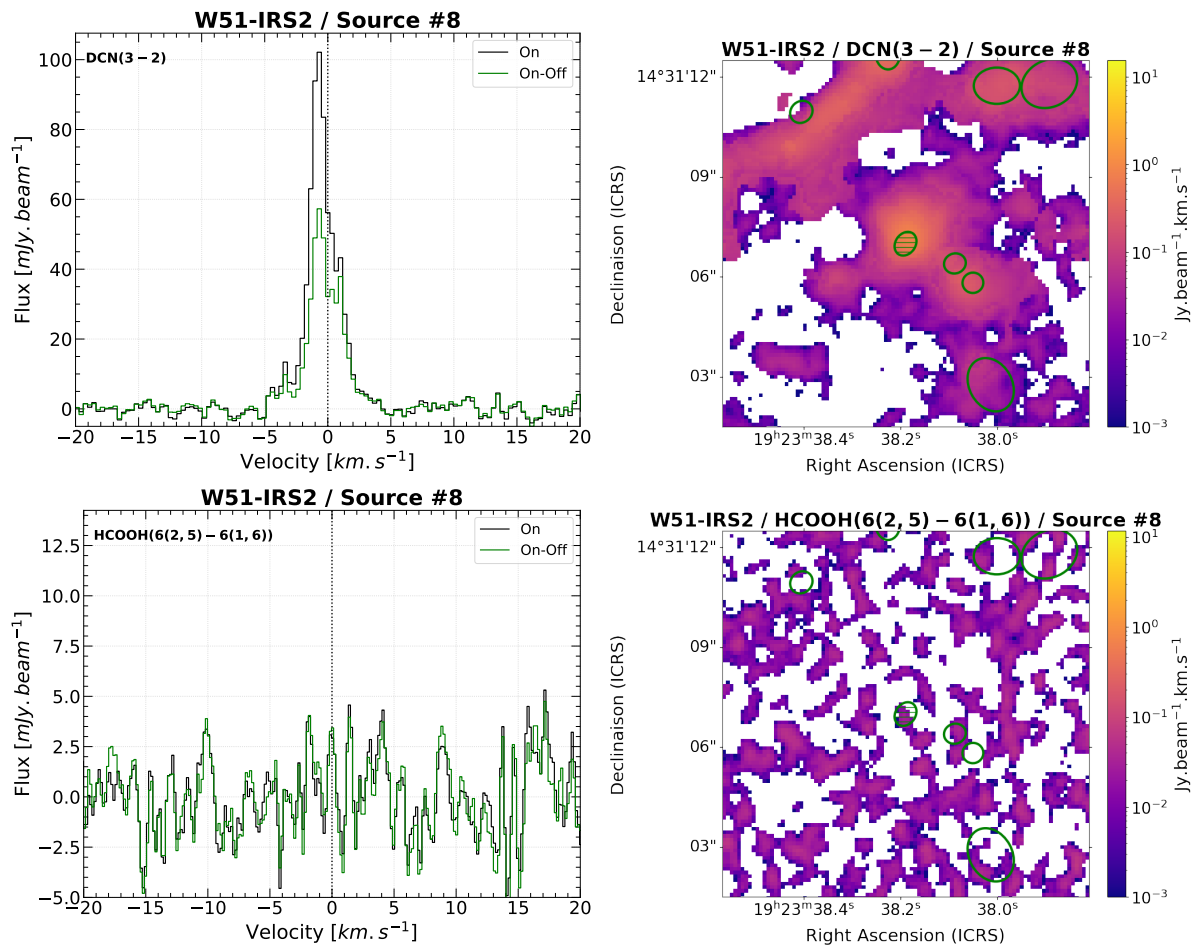 W51-IRS2 / Source #8
DCN(3 − 2)
On
On-Off
100
80
60
40
20
0
Flux [mJy. beam⁻¹]
−20 −15 −10 −5 0 5 10 15 20
Velocity [km. s⁻¹]
W51-IRS2 / DCN(3 − 2) / Source #8
14°31'12"
09"
06"
03"
Declinaison (ICRS)
19ʰ23ᵐ38.4ˢ 38.2ˢ 38.0ˢ
Right Ascension (ICRS)
10¹
10⁰
10⁻¹
10⁻²
10⁻³
Jy.beam⁻¹.km.s⁻¹
W51-IRS2 / Source #8
HCOOH(6(2, 5) − 6(1, 6))
On
On-Off
12.5
10.0
7.5
5.0
2.5
0.0
−2.5
−5.0
Flux [mJy. beam⁻¹]
−20 −15 −10 −5 0 5 10 15 20
Velocity [km. s⁻¹]
W51-IRS2 / HCOOH(6(2, 5) − 6(1, 6)) / Source #8
14°31'12"
09"
06"
03"
Declinaison (ICRS)
19ʰ23ᵐ38.4ˢ 38.2ˢ 38.0ˢ
Right Ascension (ICRS)
10¹
10⁰
10⁻¹
10⁻²
10⁻³
Jy.beam⁻¹.km.s⁻¹